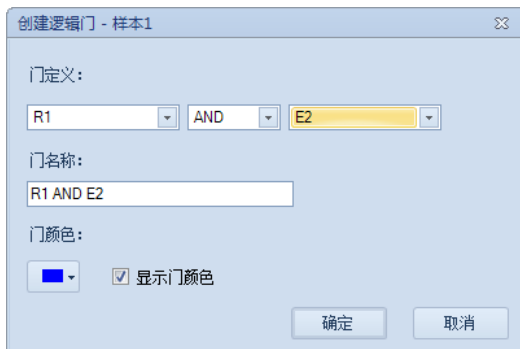 创建逻辑门 - 样本1
门定义：
R1 AND E2
门名称：
R1 AND E2
门颜色：
显示门颜色
确定 取消